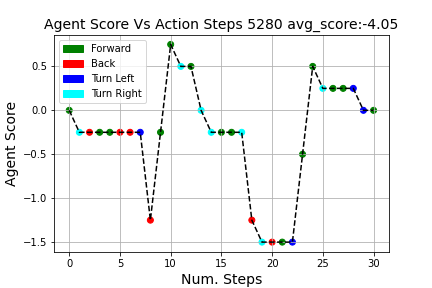 Agent Score Vs Action Steps 5280 avg_score:-4.05
Forward
Back
Turn Left
Turn Right
0.5
0.0
−0.5
−1.0
−1.5
Agent Score
0 5 10 15 20 25 30
Num. Steps